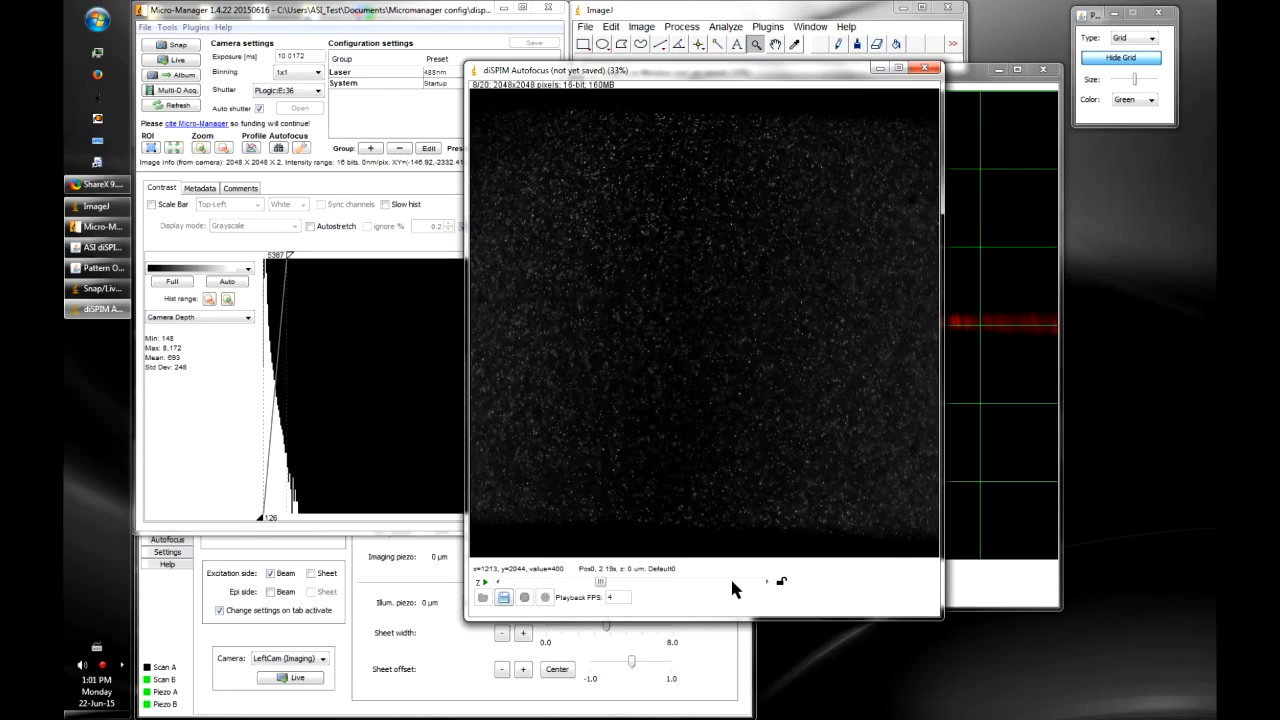 Micro-Manager 1.4.22 20150616 - C:\Users\ASI_Test\Documents\Micromanager config\disp...
File Tools Plugins Help
Snap
Live
Album
Multi-D Acq.
Refresh
Camera settings
Exposure [ms] 10.0172
Binning 1x1
Shutter PLogic:E:36
Auto shutter Open
Configuration settings
Save
Group Preset
Laser 488nm
System Startup
Please cite Micro-Manager so funding will continue!
ROI Zoom Profile Autofocus
Group: + − Edit
Image info (from camera): 2048 X 2048 X 2, Intensity range: 16 bits, 0nm/pix, XY=(-146.92,-2332.41
Contrast Metadata Comments
Scale Bar Top-Left White Sync channels Slow hist
Display mode: Grayscale Autostretch ignore % 0.2
5387
Full Auto
Hist range:
Camera Depth
Min: 148
Max: 8,172
Mean: 693
Std Dev: 248
126
ImageJ
File Edit Image Process Analyze Plugins Window Help
A
>>
diSPIM Autofocus (not yet saved) (33%)
8/20; 2048x2048 pixels; 16-bit; 160MB
x=1213, y=2044, value=400 Pos0, 2.19s, z: 0 um, Default0
Z
Playback FPS: 4
P...
Type: Grid
Hide Grid
Size:
Color: Green
ShareX 9....
ImageJ
Micro-M...
ASI diSPI...
Pattern O...
Snap/Liv...
diSPIM A...
Autofocus
Settings
Help
Excitation side: Beam Sheet
Epi side: Beam Sheet
Change settings on tab activate
Camera: LeftCam (Imaging)
Live
Imaging piezo: 0 µm
Illum. piezo: 0 µm
Sheet width: - +
0.0 8.0
Sheet offset: - + Center
-1.0 1.0
Scan A
Scan B
Piezo A
Piezo B
1:01 PM
Monday
22-Jun-15